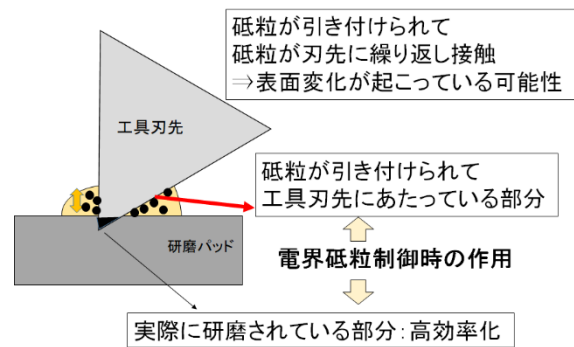 砥粒が引き付けられて
砥粒が刃先に繰り返し接触
⇒表面変化が起こっている可能性
工具刃先
砥粒が引き付けられて
工具刃先にあたっている部分
研磨パッド
電界砥粒制御時の作用
実際に研磨されている部分：高効率化